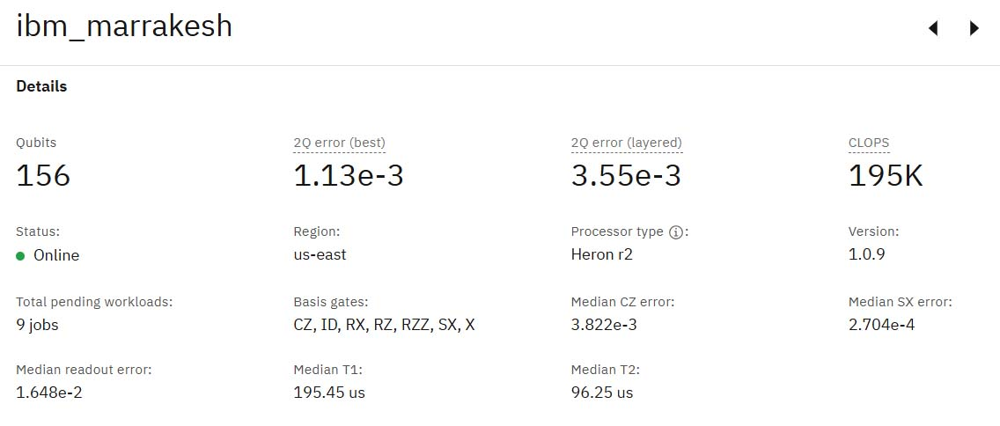 ibm_marrakesh
Details
Qubits
2Q error (best)
2Q error (layered)
CLOPS
156
1.13e-3
3.55e-3
195K
Status:
Region:
Processor type ⓘ:
Version:
Online
us-east
Heron r2
1.0.9
Total pending workloads:
Basis gates:
Median CZ error:
Median SX error:
9 jobs
CZ, ID, RX, RZ, RZZ, SX, X
3.822e-3
2.704e-4
Median readout error:
Median T1:
Median T2:
1.648e-2
195.45 us
96.25 us